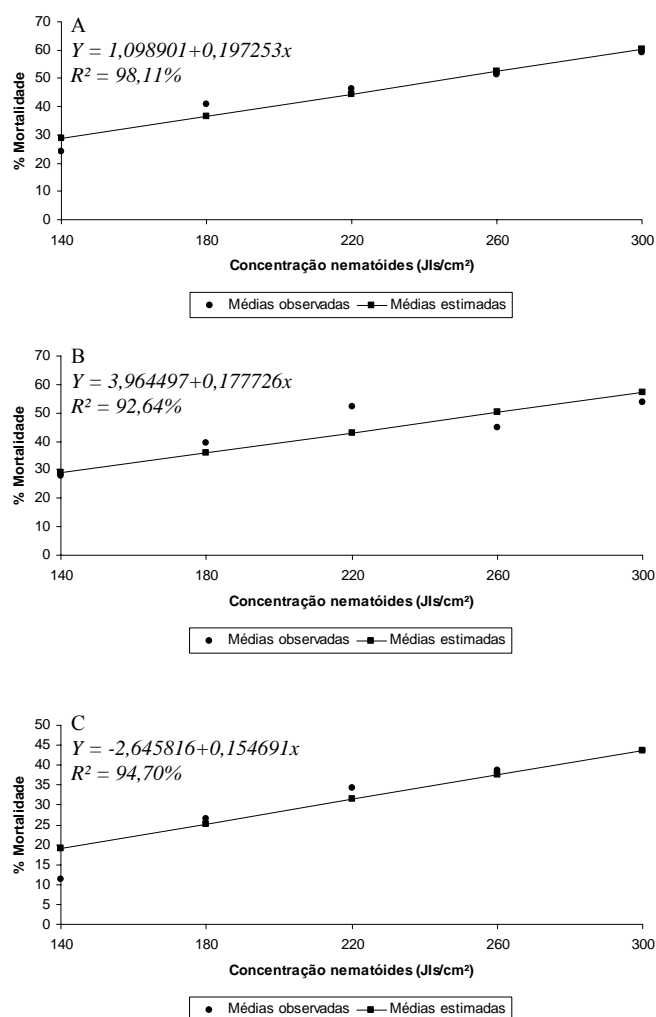 A
Y = 1,098901+0,197253x
R² = 98,11%
% Mortalidade
70
60
50
40
30
20
10
0
140 180 220 260 300
Concentração nematóides (JIs/cm²)
Médias observadas Médias estimadas
B
Y = 3,964497+0,177726x
R² = 92,64%
% Mortalidade
70
60
50
40
30
20
10
0
140 180 220 260 300
Concentração nematóides (JIs/cm²)
Médias observadas Médias estimadas
C
Y = -2,645816+0,154691x
R² = 94,70%
% Mortalidade
50
45
40
35
30
25
20
15
10
5
0
140 180 220 260 300
Concentração nematóides (JIs/cm²)
Médias observadas Médias estimadas